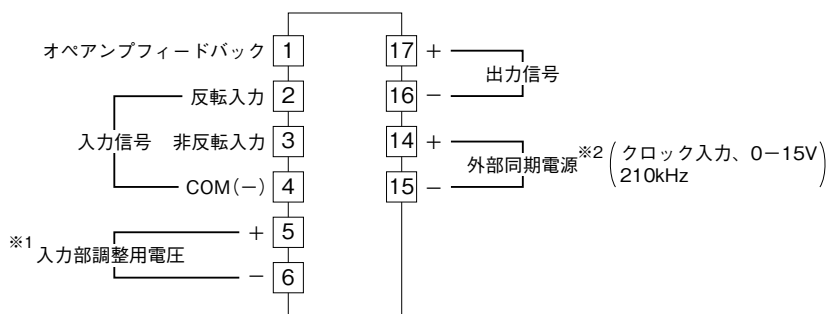 オペアンプフィードバック 1 17 +
出力信号
反転入力 2 16 −
入力信号 非反転入力 3 14 +
外部同期電源※2 (クロック入力、0−15V
210kHz)
COM(−) 4 15 −
+ 5
※1 入力部調整用電圧
− 6